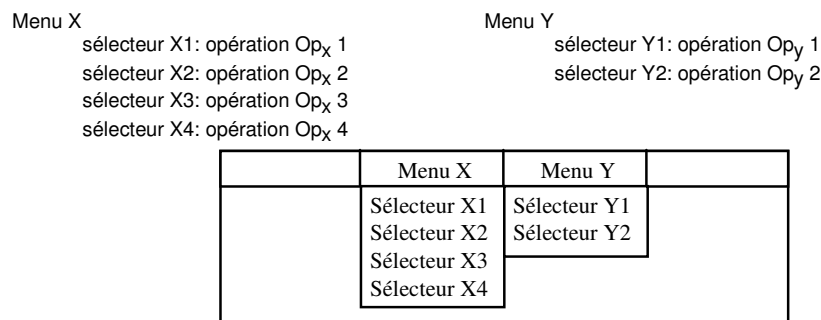 Menu X
sélecteur X1: opération Opx 1
sélecteur X2: opération Opx 2
sélecteur X3: opération Opx 3
sélecteur X4: opération Opx 4
Menu Y
sélecteur Y1: opération Opy 1
sélecteur Y2: opération Opy 2
Menu X Menu Y
Sélecteur X1 Sélecteur Y1
Sélecteur X2 Sélecteur Y2
Sélecteur X3
Sélecteur X4